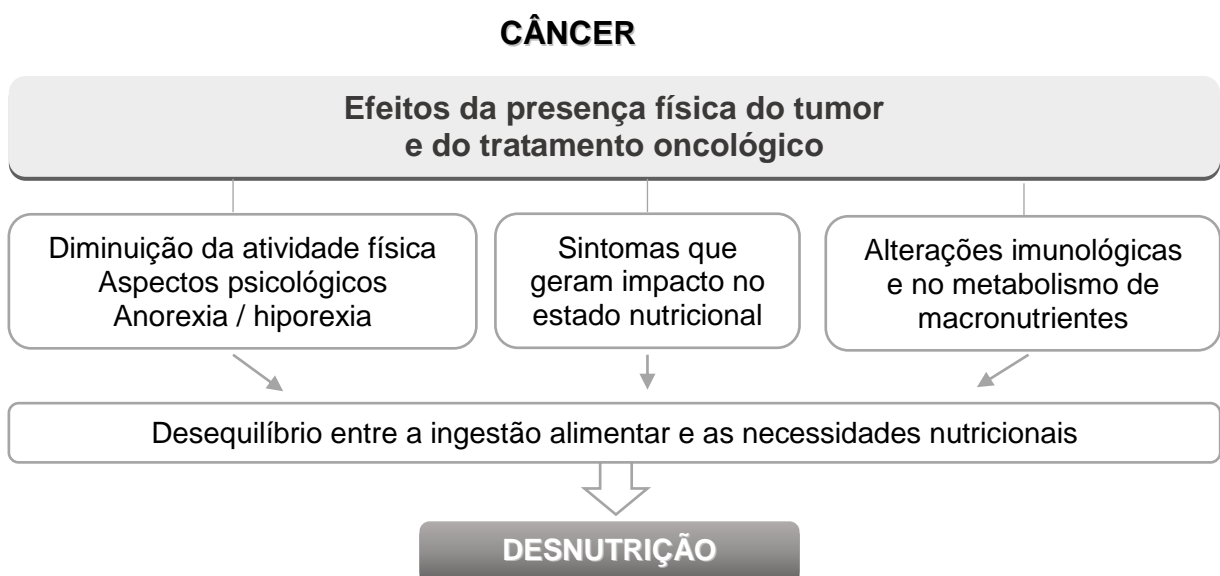 CÂNCER
Efeitos da presença física do tumor
e do tratamento oncológico
Diminuição da atividade física
Aspectos psicológicos
Anorexia / hiporexia
Sintomas que
geram impacto no
estado nutricional
Alterações imunológicas
e no metabolismo de
macronutrientes
Desequilíbrio entre a ingestão alimentar e as necessidades nutricionais
DESNUTRIÇÃO